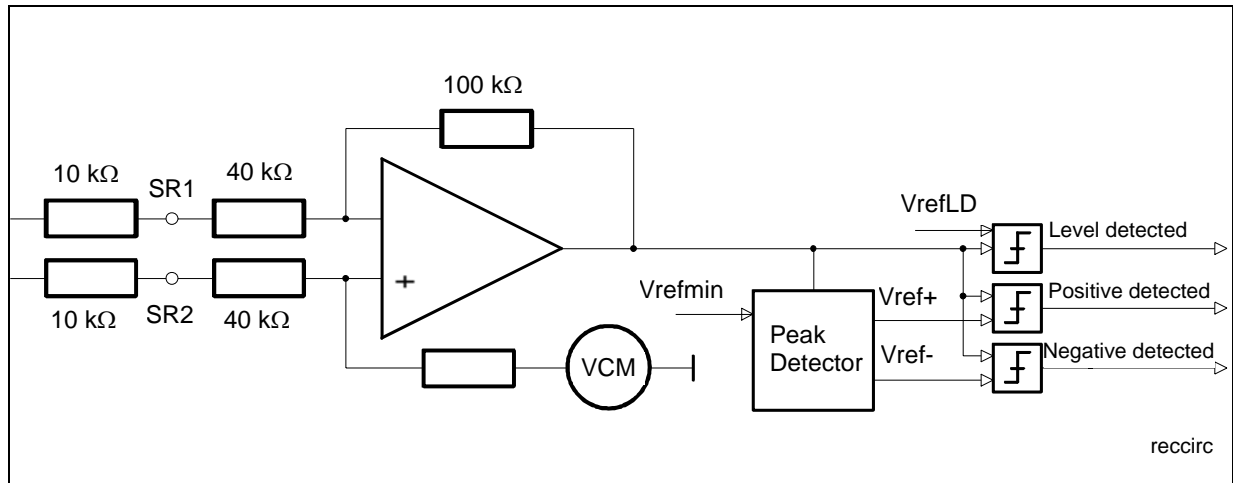 100 kΩ
10 kΩ
SR1
40 kΩ
10 kΩ
SR2
40 kΩ
+
VCM
VrefLD
Level detected
Vrefmin
Vref+
Positive detected
Peak
Detector
Vref-
Negative detected
reccirc